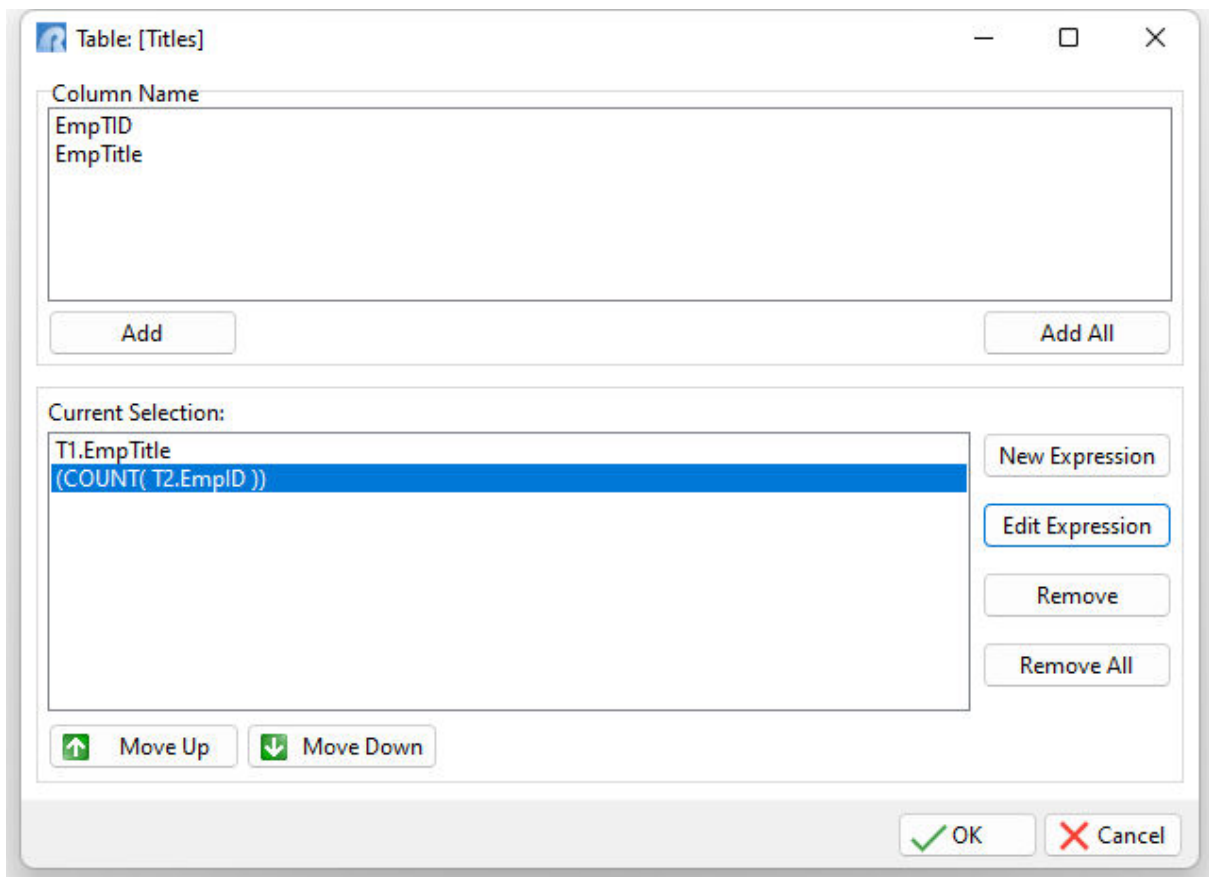 Table: [Titles]
Column Name
EmpTID
EmpTitle
Add
Add All
Current Selection:
T1.EmpTitle
(COUNT( T2.EmpID ))
New Expression
Edit Expression
Remove
Remove All
Move Up
Move Down
OK
Cancel